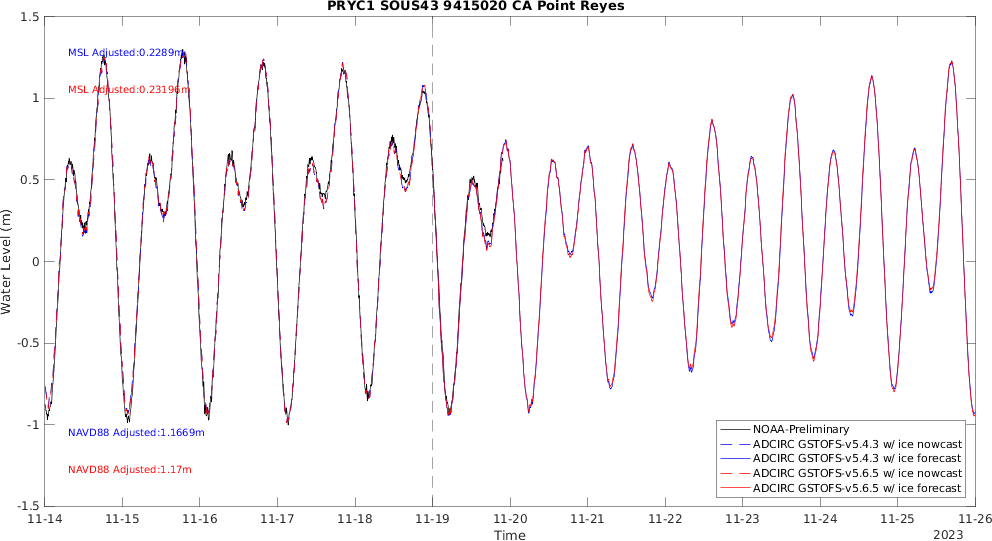 PRYC1 SOUS43 9415020 CA Point Reyes
1.5
MSL Adjusted:0.2289m
MSL Adjusted:0.23196m
1
0.5
0
-0.5
-1
-1.5
Water Level (m)
NAVD88 Adjusted:1.1669m
NAVD88 Adjusted:1.17m
NOAA-Preliminary
ADCIRC GSTOFS-v5.4.3 w/ ice nowcast
ADCIRC GSTOFS-v5.4.3 w/ ice forecast
ADCIRC GSTOFS-v5.6.5 w/ ice nowcast
ADCIRC GSTOFS-v5.6.5 w/ ice forecast
11-14 11-15 11-16 11-17 11-18 11-19 11-20 11-21 11-22 11-23 11-24 11-25 11-26
Time
2023